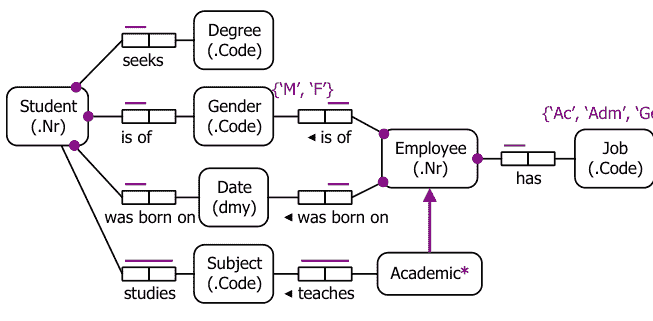 Degree
(.Code)
seeks
Student
(.Nr)
Gender
(.Code)
{‘M’, ‘F’}
is of
◄ is of
Employee
(.Nr)
{‘Ac’, ‘Adm’, ‘Ge
Job
(.Code)
has
Date
(dmy)
was born on
◄ was born on
Subject
(.Code)
studies
◄ teaches
Academic*